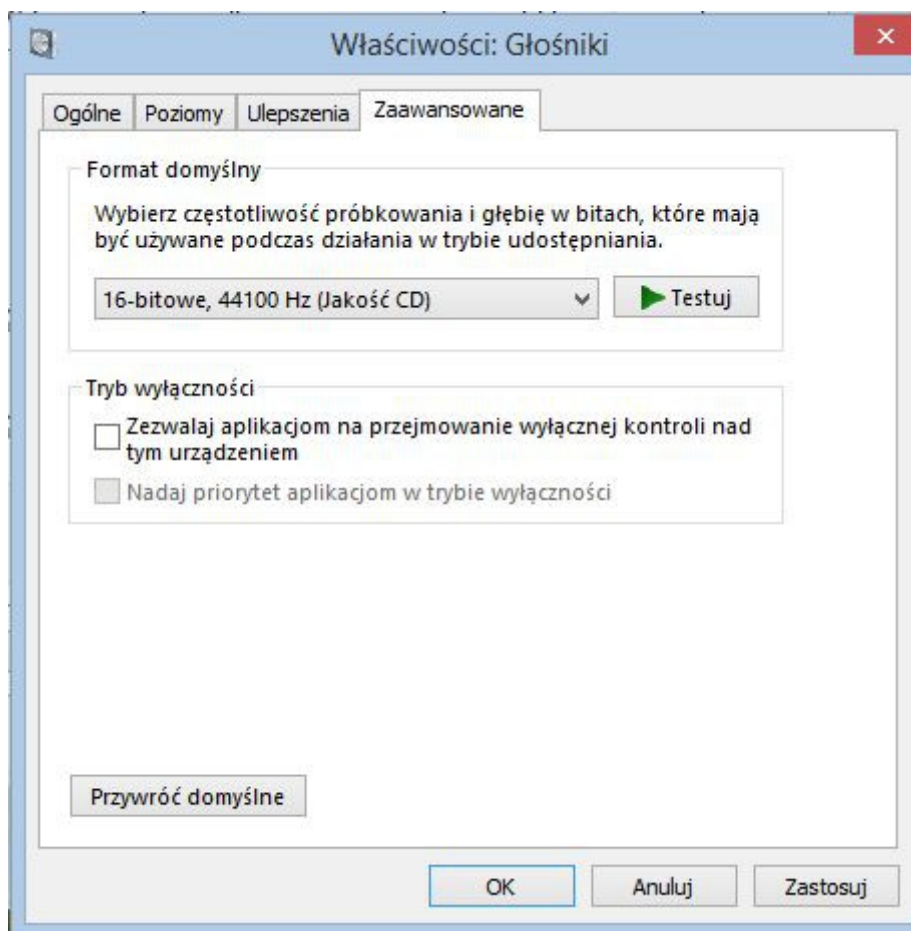 Właściwości: Głośniki
Ogólne Poziomy Ulepszenia Zaawansowane
Format domyślny
Wybierz częstotliwość próbkowania i głębię w bitach, które mają
być używane podczas działania w trybie udostępniania.
16-bitowe, 44100 Hz (Jakość CD) Testuj
Tryb wyłączności
Zezwalaj aplikacjom na przejmowanie wyłącznej kontroli nad
tym urządzeniem
Nadaj priorytet aplikacjom w trybie wyłączności
Przywróć domyślne
OK Anuluj Zastosuj